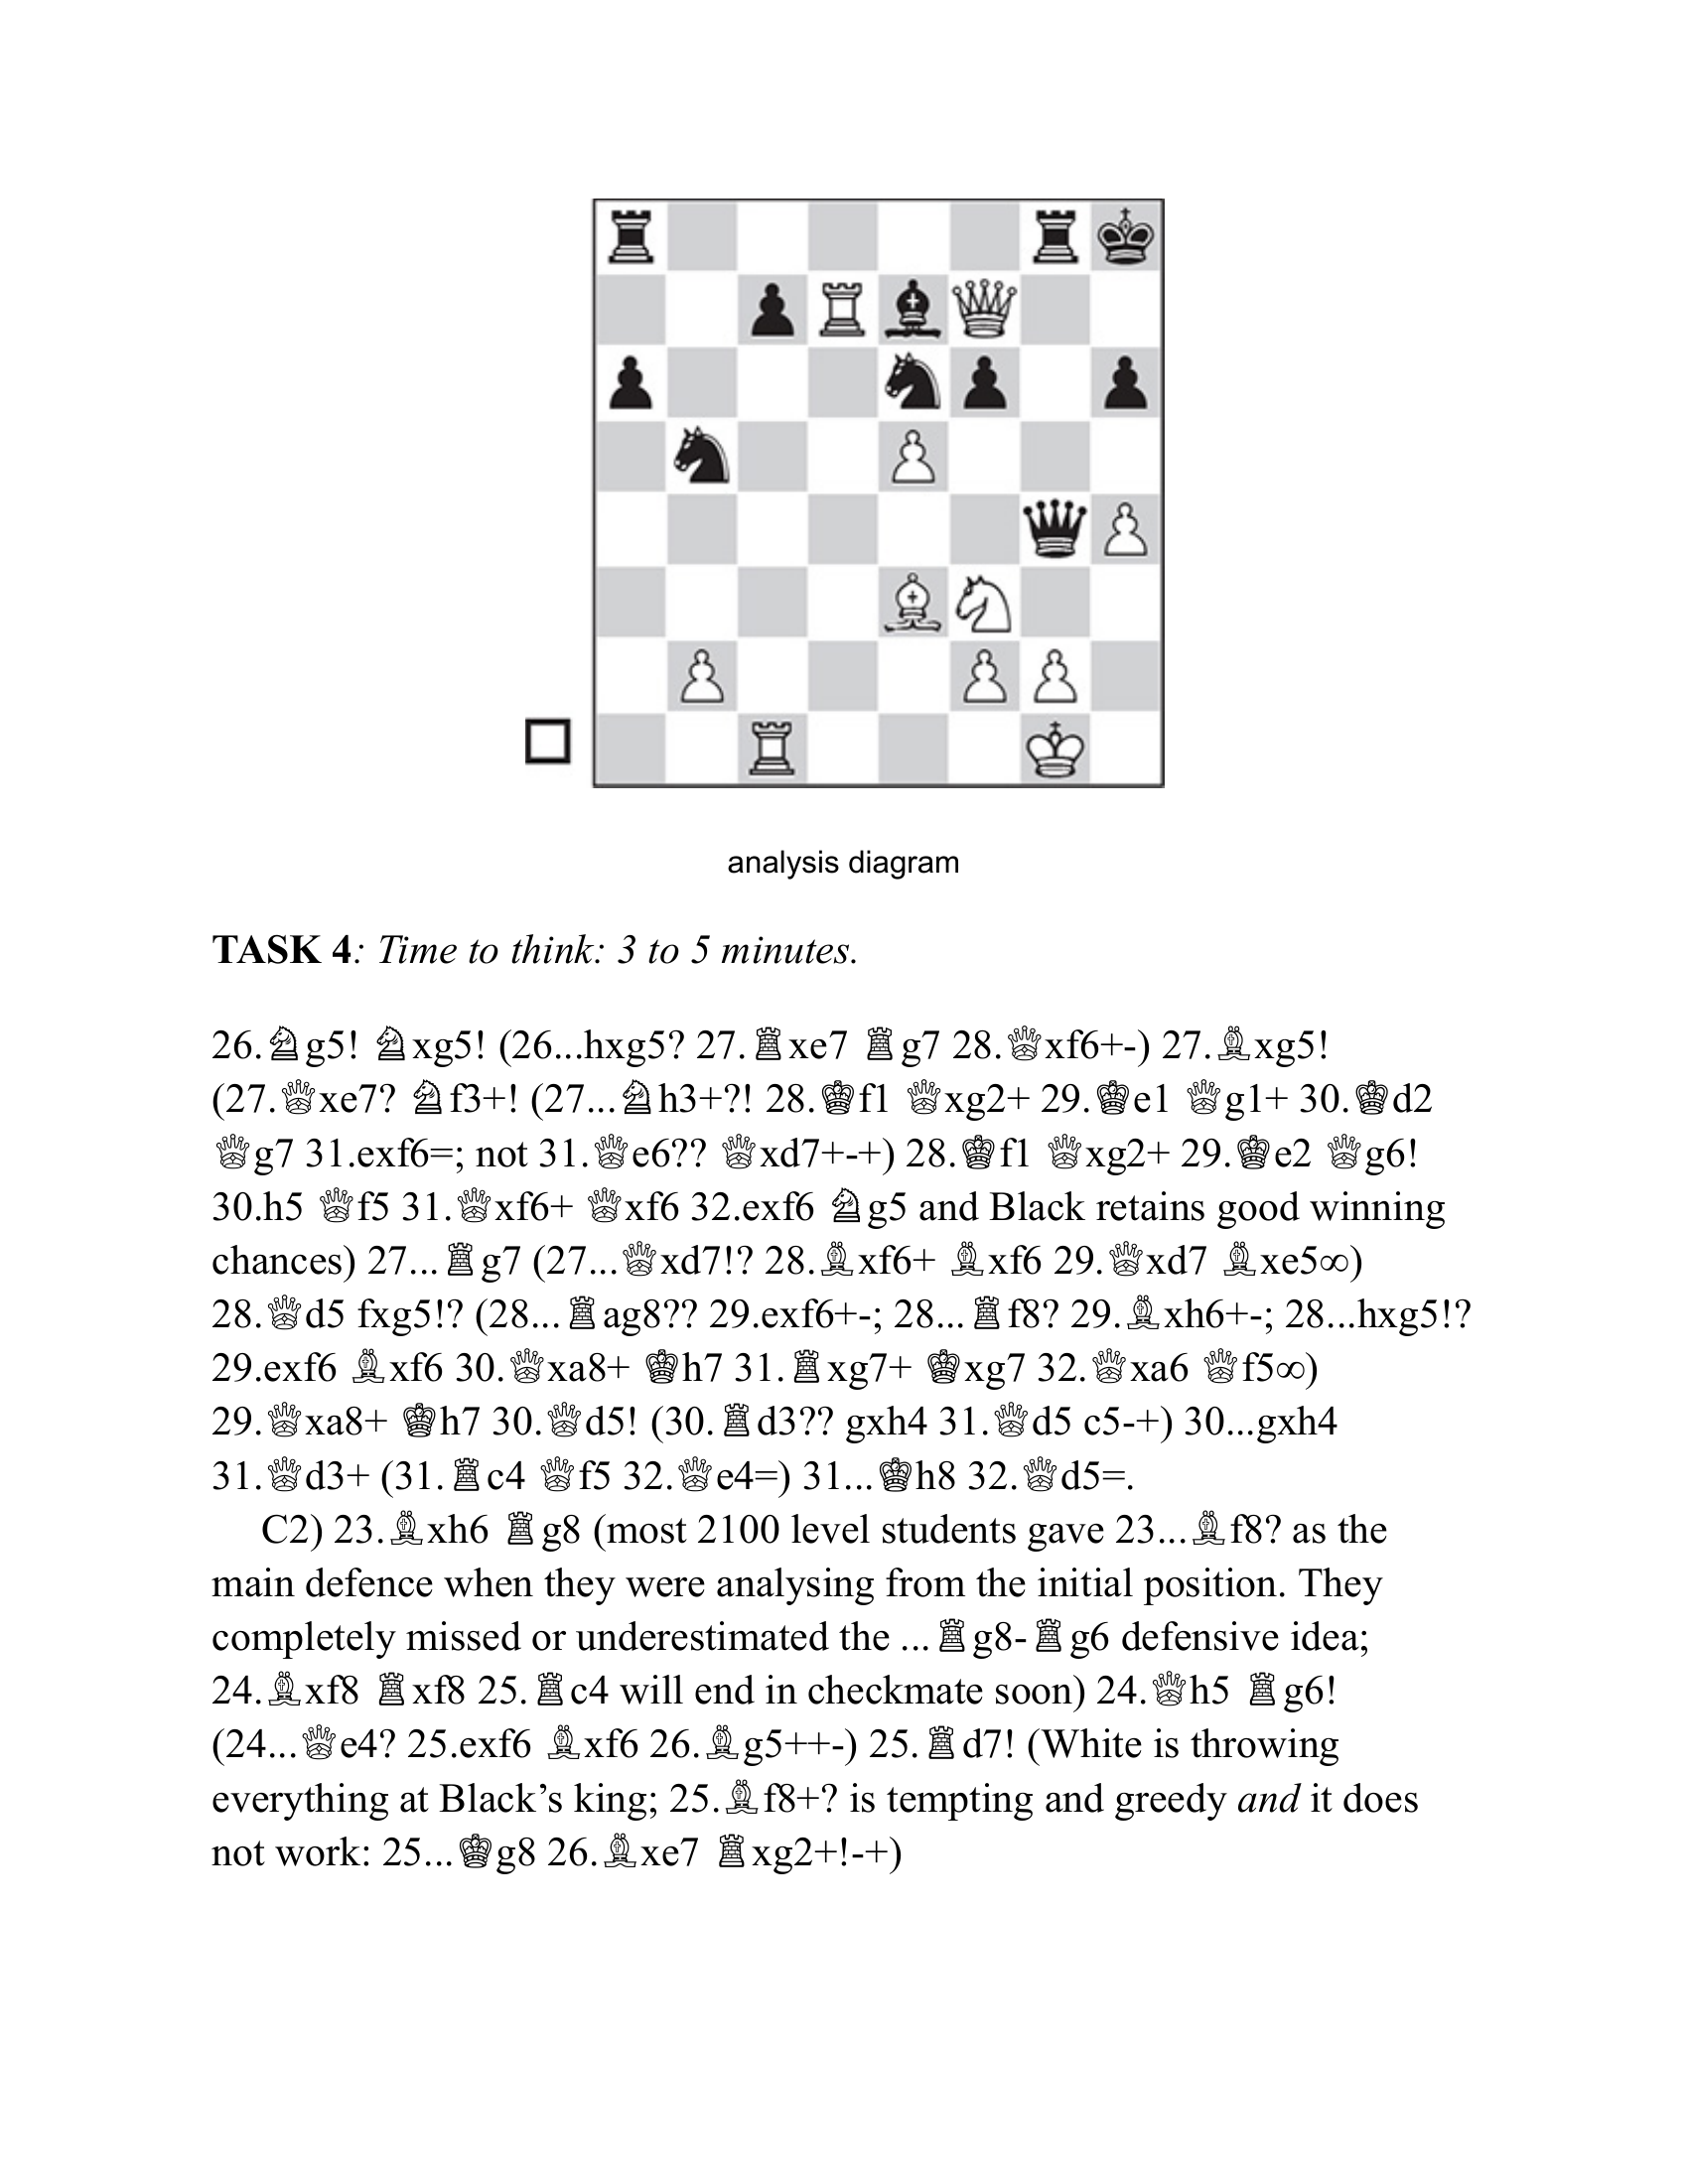 analysis diagram
TASK 4: Time to think: 3 to 5 minutes.
26.♘g5! ♘xg5! (26...hxg5? 27.♖xe7 ♖g7 28.♕xf6+-) 27.♗xg5!
(27.♕xe7? ♘f3+! (27...♘h3+?! 28.♔f1 ♕xg2+ 29.♔e1 ♕g1+ 30.♔d2
♕g7 31.exf6=; not 31.♕e6?? ♕xd7+-+) 28.♔f1 ♕xg2+ 29.♔e2 ♕g6!
30.h5 ♕f5 31.♕xf6+ ♕xf6 32.exf6 ♘g5 and Black retains good winning
chances) 27...♖g7 (27...♕xd7!? 28.♗xf6+ ♗xf6 29.♕xd7 ♗xe5∞)
28.♕d5 fxg5!? (28...♖ag8?? 29.exf6+-; 28...♖f8? 29.♗xh6+-; 28...hxg5!?
29.exf6 ♗xf6 30.♕xa8+ ♔h7 31.♖xg7+ ♔xg7 32.♕xa6 ♕f5∞)
29.♕xa8+ ♔h7 30.♕d5! (30.♖d3?? gxh4 31.♕d5 c5-+) 30...gxh4
31.♕d3+ (31.♖c4 ♕f5 32.♕e4=) 31...♔h8 32.♕d5=.
C2) 23.♗xh6 ♖g8 (most 2100 level students gave 23...♗f8? as the
main defence when they were analysing from the initial position. They
completely missed or underestimated the ...♖g8-♖g6 defensive idea;
24.♗xf8 ♖xf8 25.♖c4 will end in checkmate soon) 24.♕h5 ♖g6!
(24...♕e4? 25.exf6 ♗xf6 26.♗g5++-) 25.♖d7! (White is throwing
everything at Black’s king; 25.♗f8+? is tempting and greedy and it does
not work: 25...♔g8 26.♗xe7 ♖xg2+!-+)